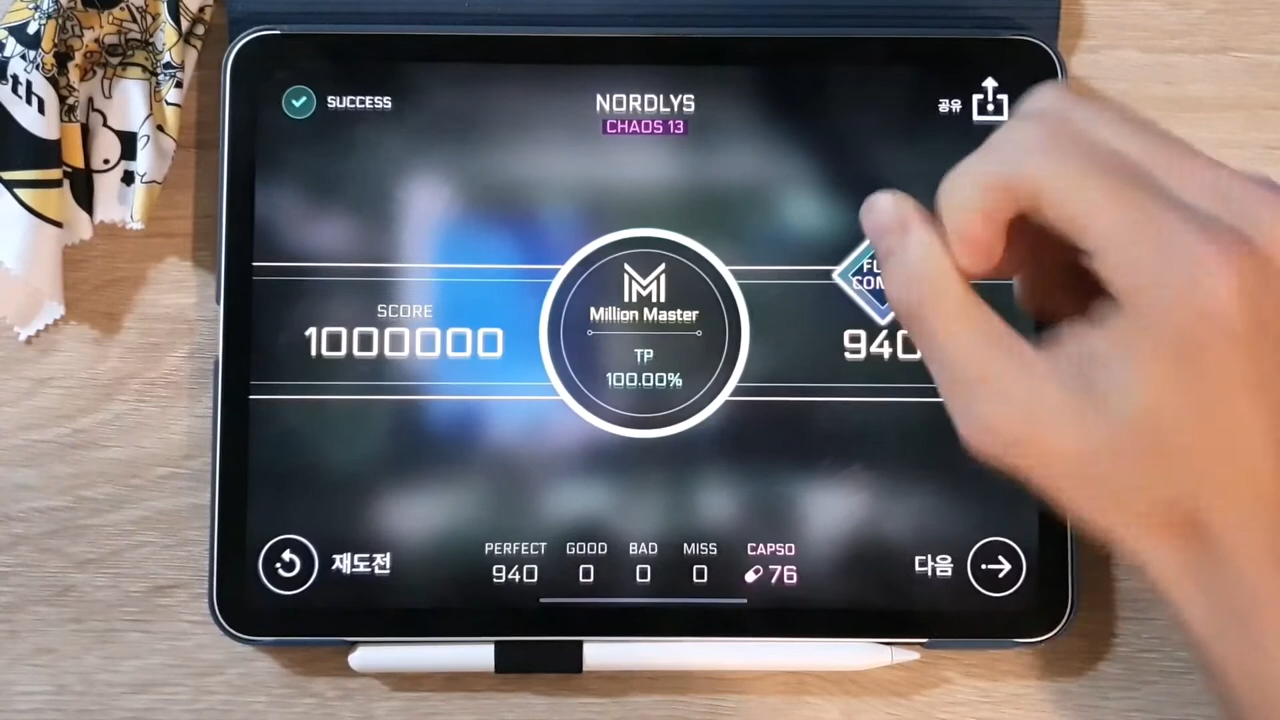 th
SUCCESS
NORDLYS
CHAOS 13
공유
Million Master
TP
100.00%
SCORE
1000000
재도전
PERFECT GOOD BAD MISS CAPSO
940 0 0 0 76
다음